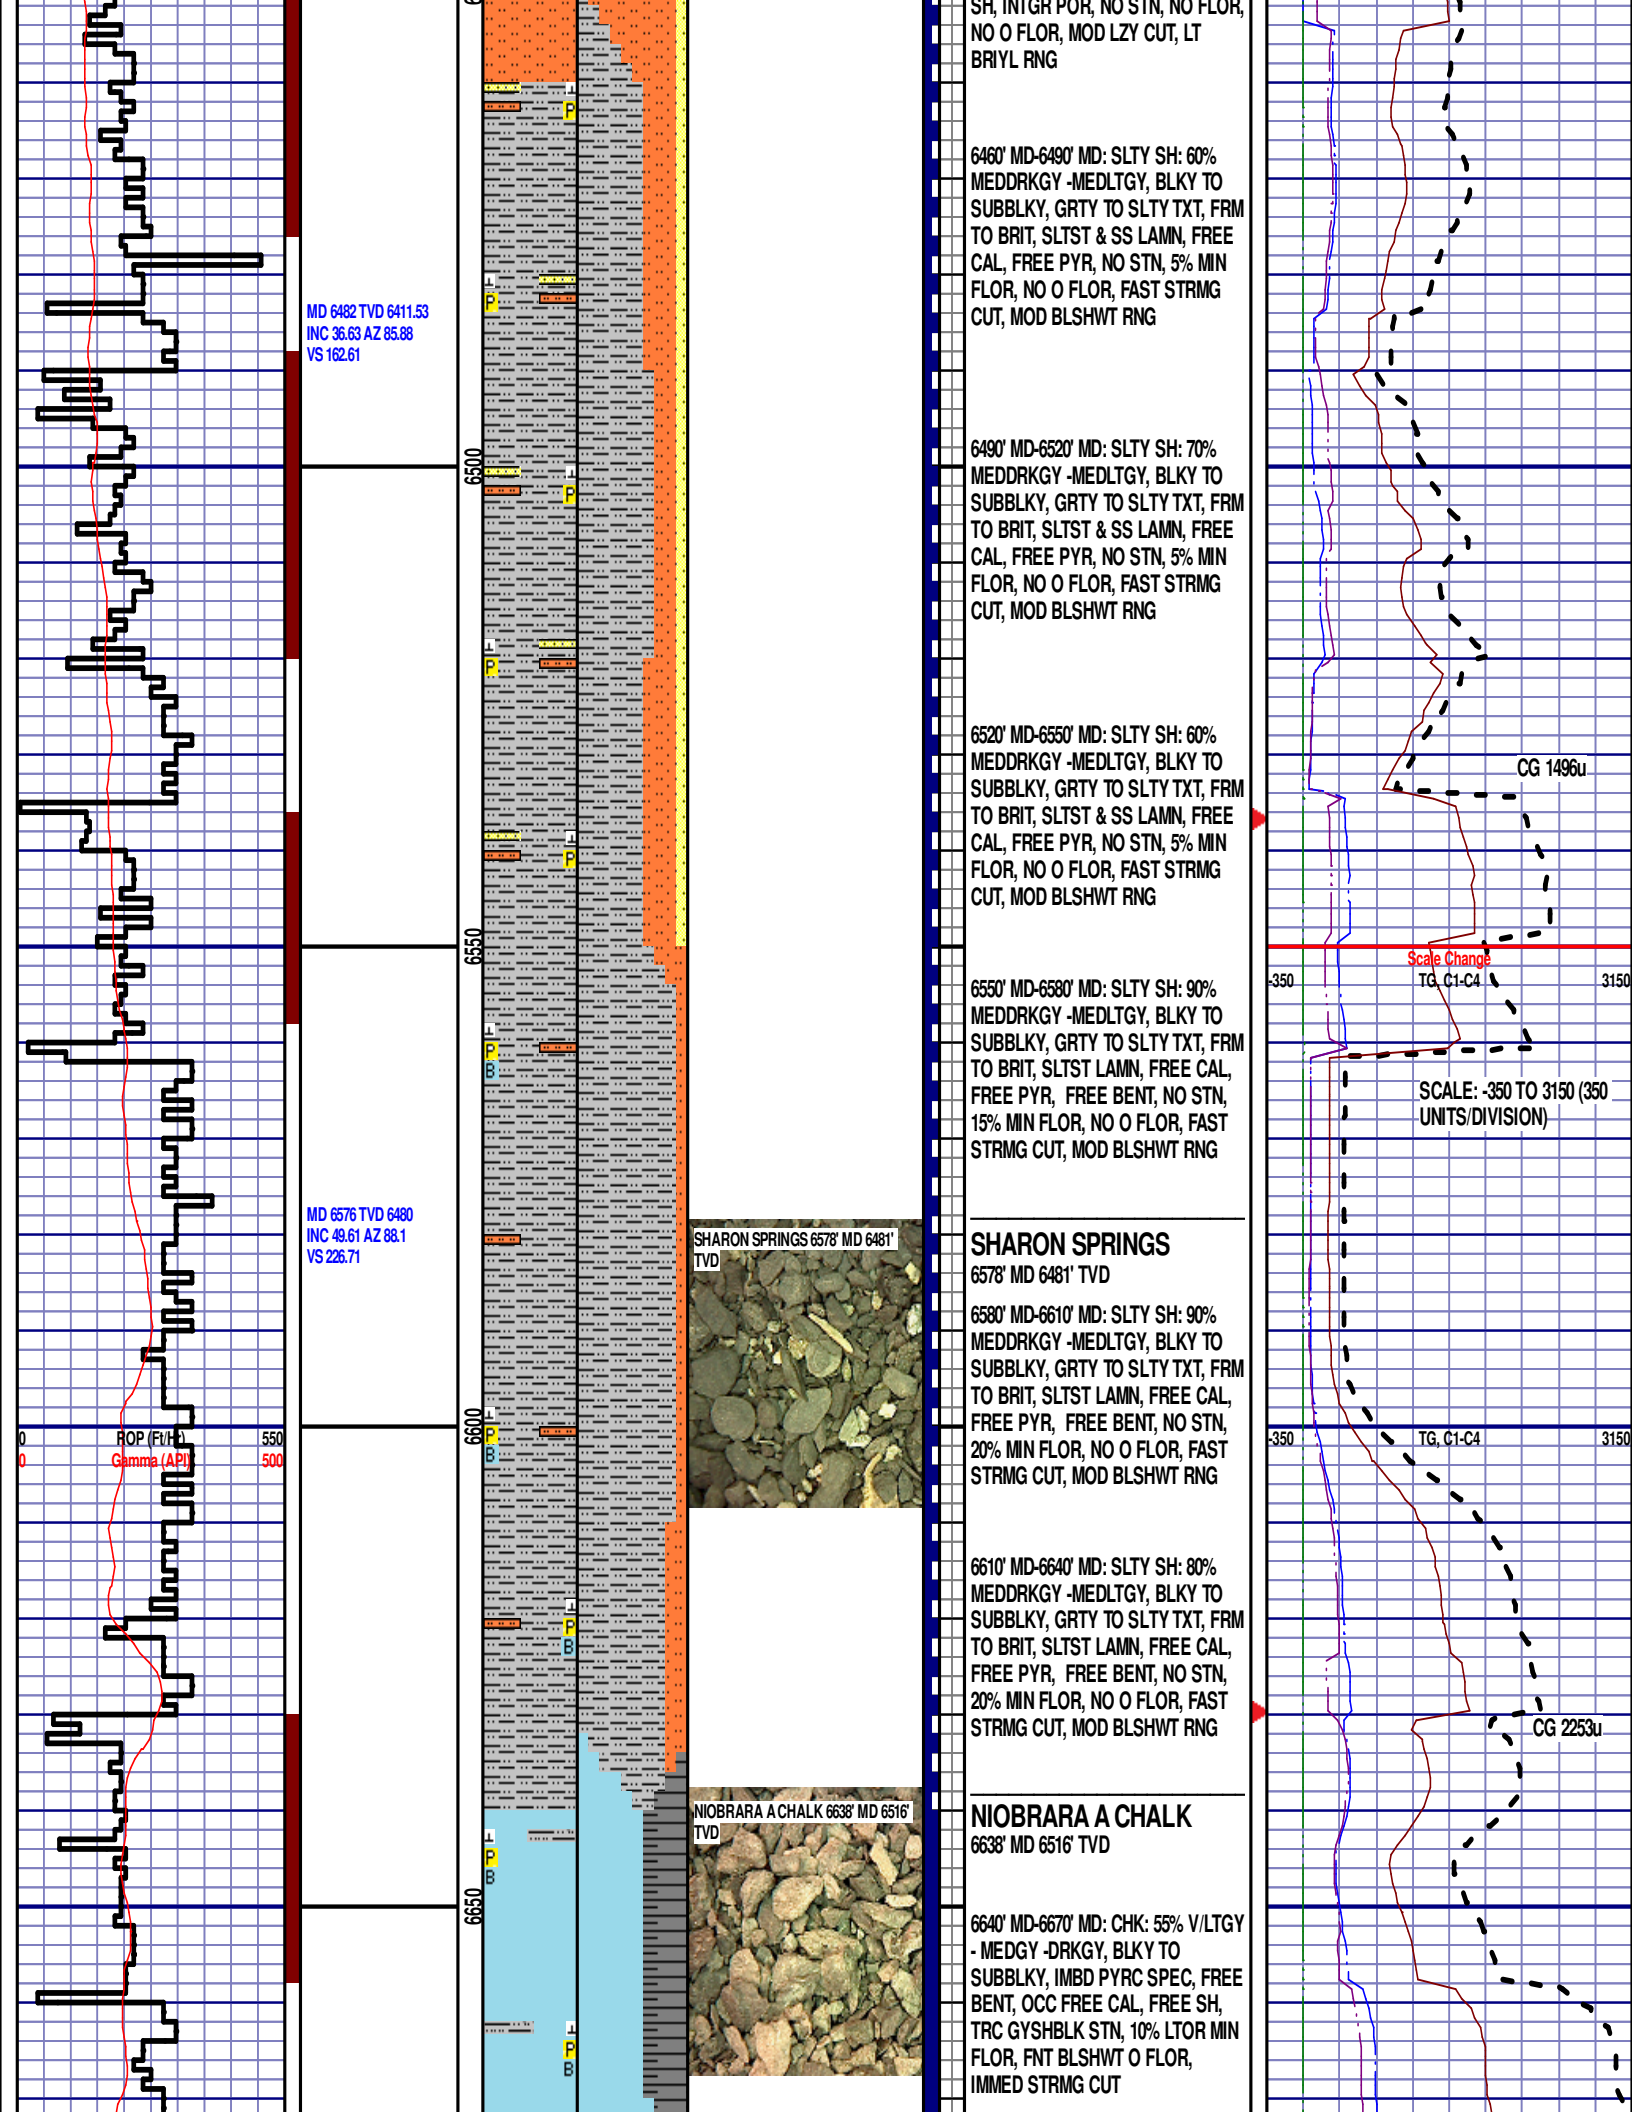 SH, INTGR POR, NO STN, NO FLOR,
NO O FLOR, MOD LZY CUT, LT
BRIYL RNG
6460' MD-6490' MD: SLTY SH: 60%
MEDDRKGY -MEDLTGY, BLKY TO
SUBBLKY, GRTY TO SLTY TXT, FRM
TO BRIT, SLTST & SS LAMN, FREE
CAL, FREE PYR, NO STN, 5% MIN
FLOR, NO O FLOR, FAST STRMG
CUT, MOD BLSHWT RNG
MD 6482 TVD 6411.53
INC 36.63 AZ 85.88
VS 162.61
6500
6490' MD-6520' MD: SLTY SH: 70%
MEDDRKGY -MEDLTGY, BLKY TO
SUBBLKY, GRTY TO SLTY TXT, FRM
TO BRIT, SLTST & SS LAMN, FREE
CAL, FREE PYR, NO STN, 5% MIN
FLOR, NO O FLOR, FAST STRMG
CUT, MOD BLSHWT RNG
6520' MD-6550' MD: SLTY SH: 60%
MEDDRKGY -MEDLTGY, BLKY TO
SUBBLKY, GRTY TO SLTY TXT, FRM
TO BRIT, SLTST & SS LAMN, FREE
CAL, FREE PYR, NO STN, 5% MIN
FLOR, NO O FLOR, FAST STRMG
CUT, MOD BLSHWT RNG
CG 1496u
6550
Scale Change
-350 TG, C1-C4 3150
6550' MD-6580' MD: SLTY SH: 90%
MEDDRKGY -MEDLTGY, BLKY TO
SUBBLKY, GRTY TO SLTY TXT, FRM
TO BRIT, SLTST LAMN, FREE CAL,
FREE PYR, FREE BENT, NO STN,
15% MIN FLOR, NO O FLOR, FAST
STRMG CUT, MOD BLSHWT RNG
SCALE: -350 TO 3150 (350
UNITS/DIVISION)
MD 6576 TVD 6480
INC 49.61 AZ 88.1
VS 226.71
SHARON SPRINGS 6578' MD 6481'
TVD
SHARON SPRINGS
6578' MD 6481' TVD
6580' MD-6610' MD: SLTY SH: 90%
MEDDRKGY -MEDLTGY, BLKY TO
SUBBLKY, GRTY TO SLTY TXT, FRM
TO BRIT, SLTST LAMN, FREE CAL,
FREE PYR, FREE BENT, NO STN,
20% MIN FLOR, NO O FLOR, FAST
STRMG CUT, MOD BLSHWT RNG
6600
0 ROP (Ft/Hr) 550
0 Gamma (API) 500
-350 TG, C1-C4 3150
6610' MD-6640' MD: SLTY SH: 80%
MEDDRKGY -MEDLTGY, BLKY TO
SUBBLKY, GRTY TO SLTY TXT, FRM
TO BRIT, SLTST LAMN, FREE CAL,
FREE PYR, FREE BENT, NO STN,
20% MIN FLOR, NO O FLOR, FAST
STRMG CUT, MOD BLSHWT RNG
CG 2253u
NIOBRARA A CHALK 6638' MD 6516'
TVD
NIOBRARA A CHALK
6638' MD 6516' TVD
6650
6640' MD-6670' MD: CHK: 55% V/LTGY
- MEDGY -DRKGY, BLKY TO
SUBBLKY, IMBD PYRC SPEC, FREE
BENT, OCC FREE CAL, FREE SH,
TRC GYSHBLK STN, 10% LTOR MIN
FLOR, FNT BLSHWT O FLOR,
IMMED STRMG CUT
P
P
P
P
P
P
B
P
B
P
B
P
B
P
B